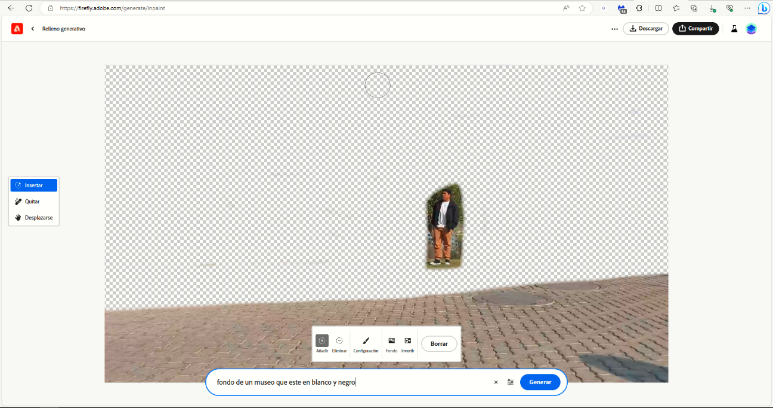 https://firefly.adobe.com/generate/inpaint
Relleno generativo
Descargar
Compartir
Insertar
Quitar
Desplazarse
Añadir
Eliminar
Configuración
Fondo
Invertir
Borrar
fondo de un museo que este en blanco y negro
Generar